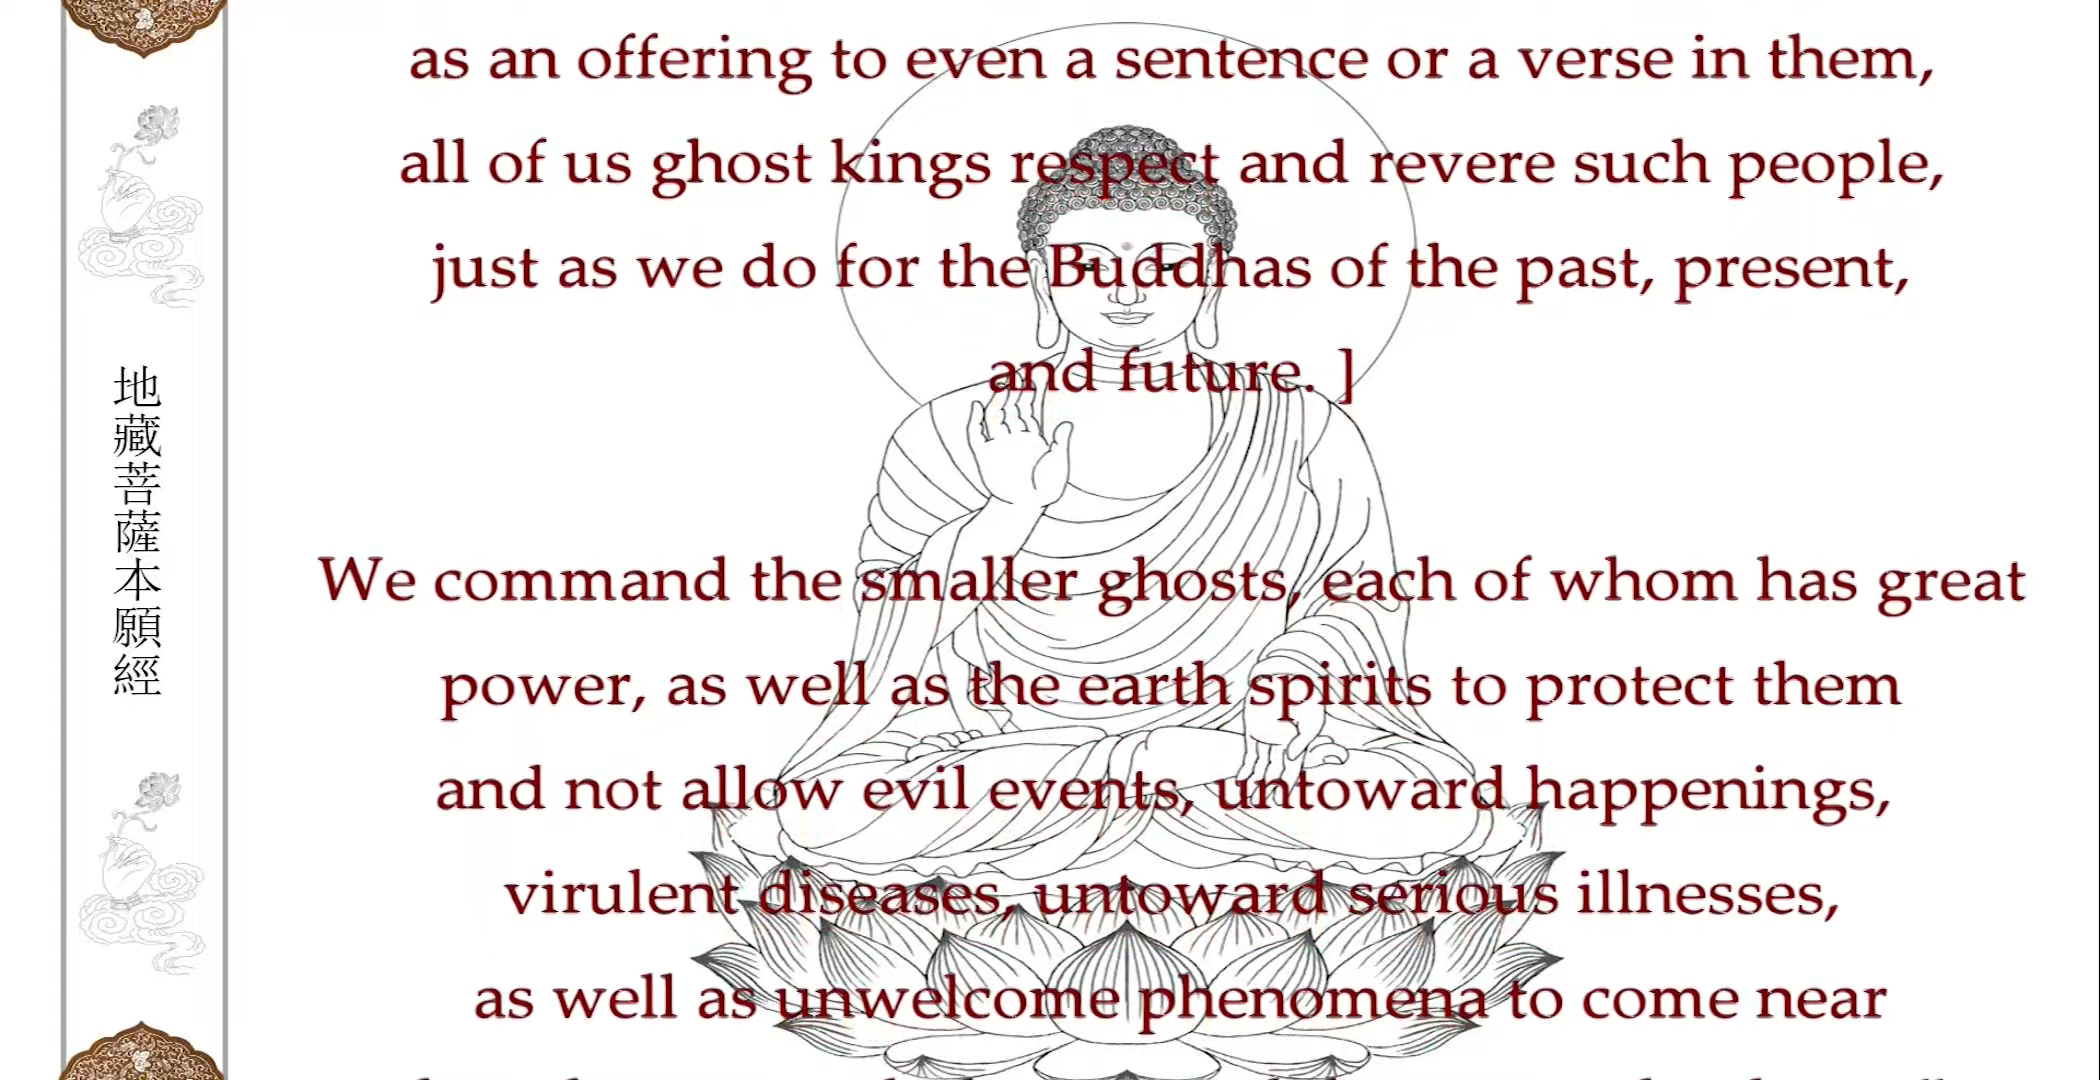 地藏菩薩本願經
as an offering to even a sentence or a verse in them,
all of us ghost kings respect and revere such people,
just as we do for the Buddhas of the past, present,
and future. ]
We command the smaller ghosts, each of whom has great
power, as well as the earth spirits to protect them
and not allow evil events, untoward happenings,
virulent diseases, untoward serious illnesses,
as well as unwelcome phenomena to come near